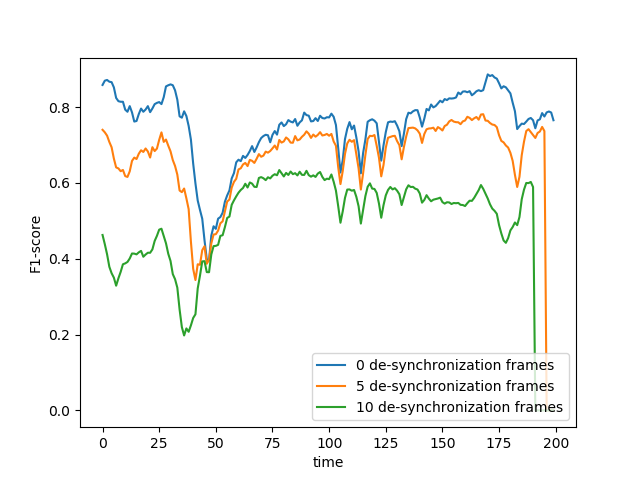 F1-score
0.8
0.6
0.4
0.2
0.0
0 de-synchronization frames
5 de-synchronization frames
10 de-synchronization frames
0 25 50 75 100 125 150 175 200
time